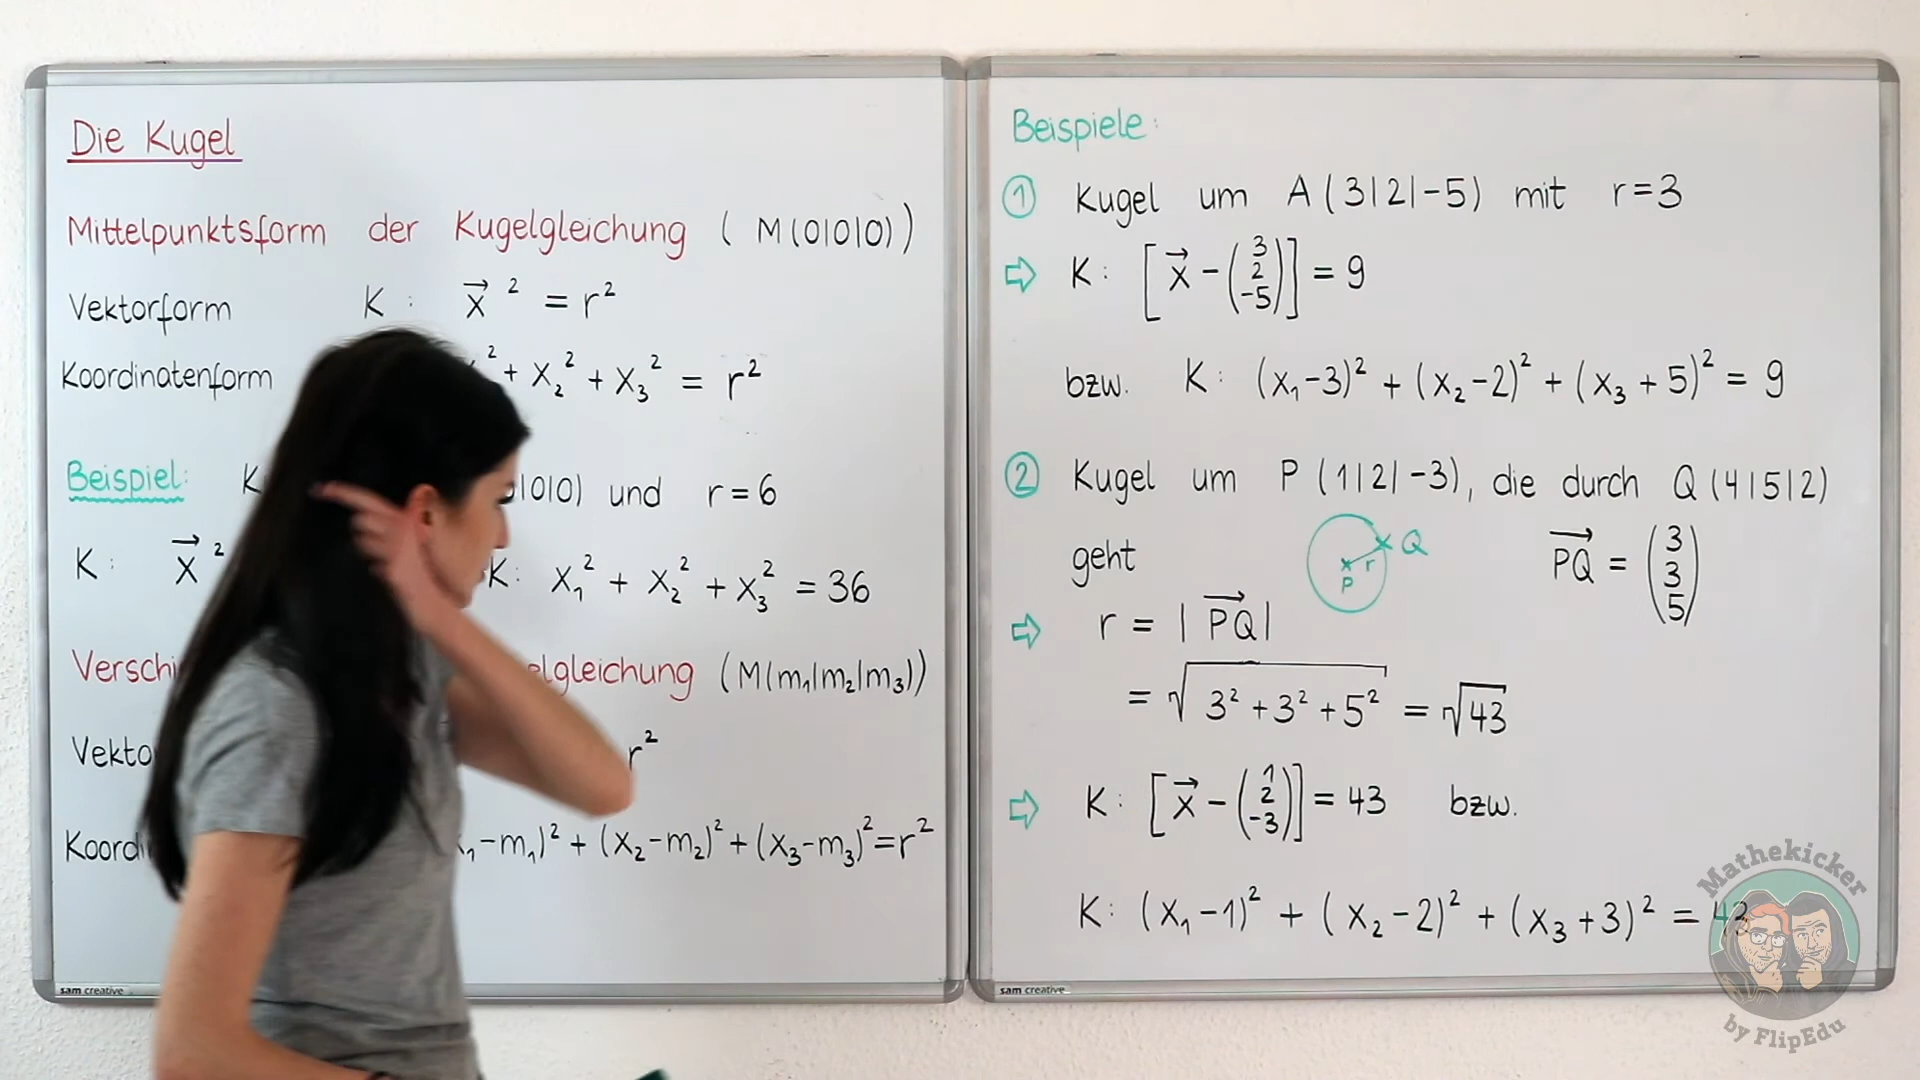 Die Kugel
Mittelpunktsform der Kugelgleichung ( M(0|0|0) )
Vektorform K: x⃗ ² = r²
Koordinatenform ² + x₂² + x₃² = r²
Beispiel: K 0|0|0) und r = 6
K: x⃗ ² K: x₁² + x₂² + x₃² = 36
gleichung (M(m₁|m₂|m₃))
r²
₁-m₁)² + (x₂-m₂)² + (x₃-m₃)² = r²
sam creative
Beispiele:
① Kugel um A (3|2|-5) mit r = 3
⇨ K: [x⃗ - (3 2 -5)] = 9
bzw. K: (x₁-3)² + (x₂-2)² + (x₃+5)² = 9
② Kugel um P (1|2|-3), die durch Q (4|5|2)
geht P r Q PQ⃗ = (3 3 5)
⇨ r = |PQ⃗|
= √(3² + 3² + 5²) = √43
⇨ K: [x⃗ - (1 2 -3)] = 43 bzw.
K: (x₁-1)² + (x₂-2)² + (x₃+3)² = 43
sam creative
Mathekicker
by FlipEdu